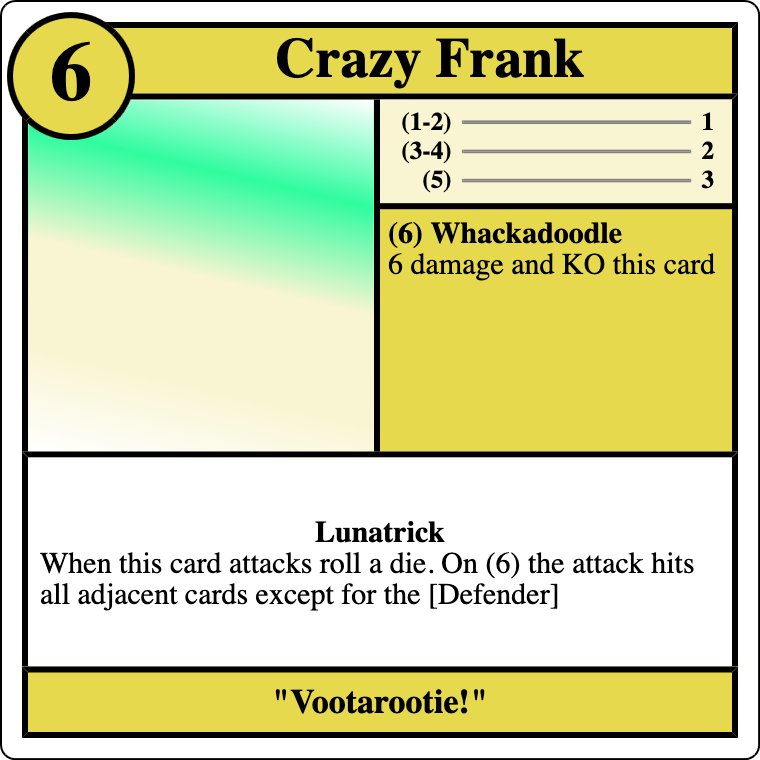 6
Crazy Frank
(1-2) 1
(3-4) 2
(5) 3
(6) Whackadoodle
6 damage and KO this card
Lunatrick
When this card attacks roll a die. On (6) the attack hits
all adjacent cards except for the [Defender]
"Vootarootie!"